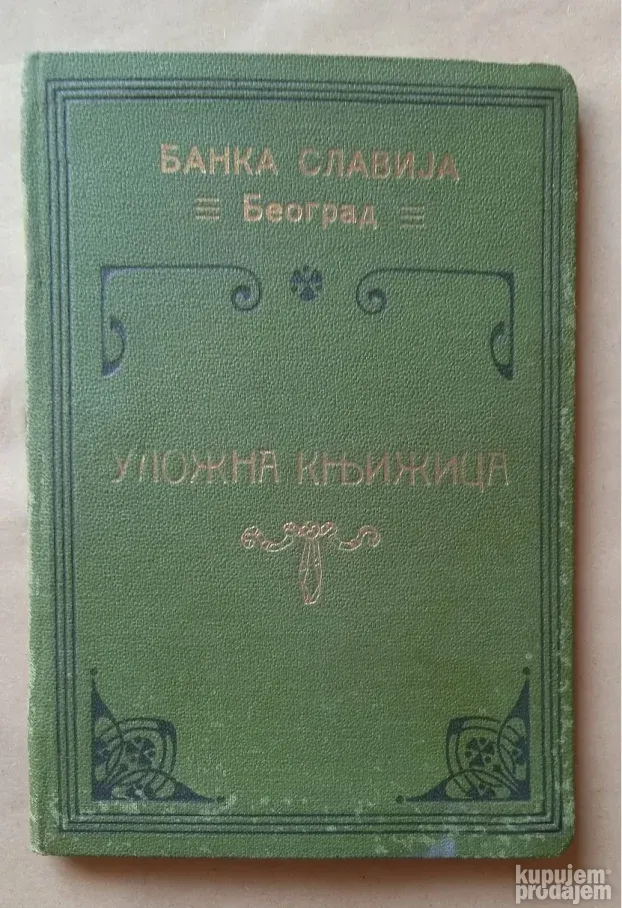 БАНКА СЛАВИЈА
Београд
УЛОЖНА КЊИЖИЦА
kupujem
prodajem